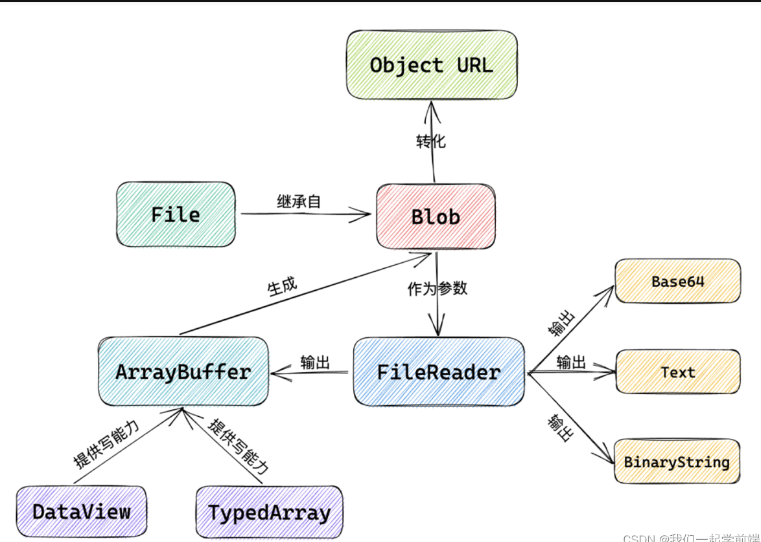 Object URL
转化
File
继承自
Blob
生成
作为参数
Base64
输出
ArrayBuffer
输出
FileReader
输出
Text
提供写能力
提供写能力
输出
BinaryString
DataView
TypedArray
CSDN @我们一起学前端